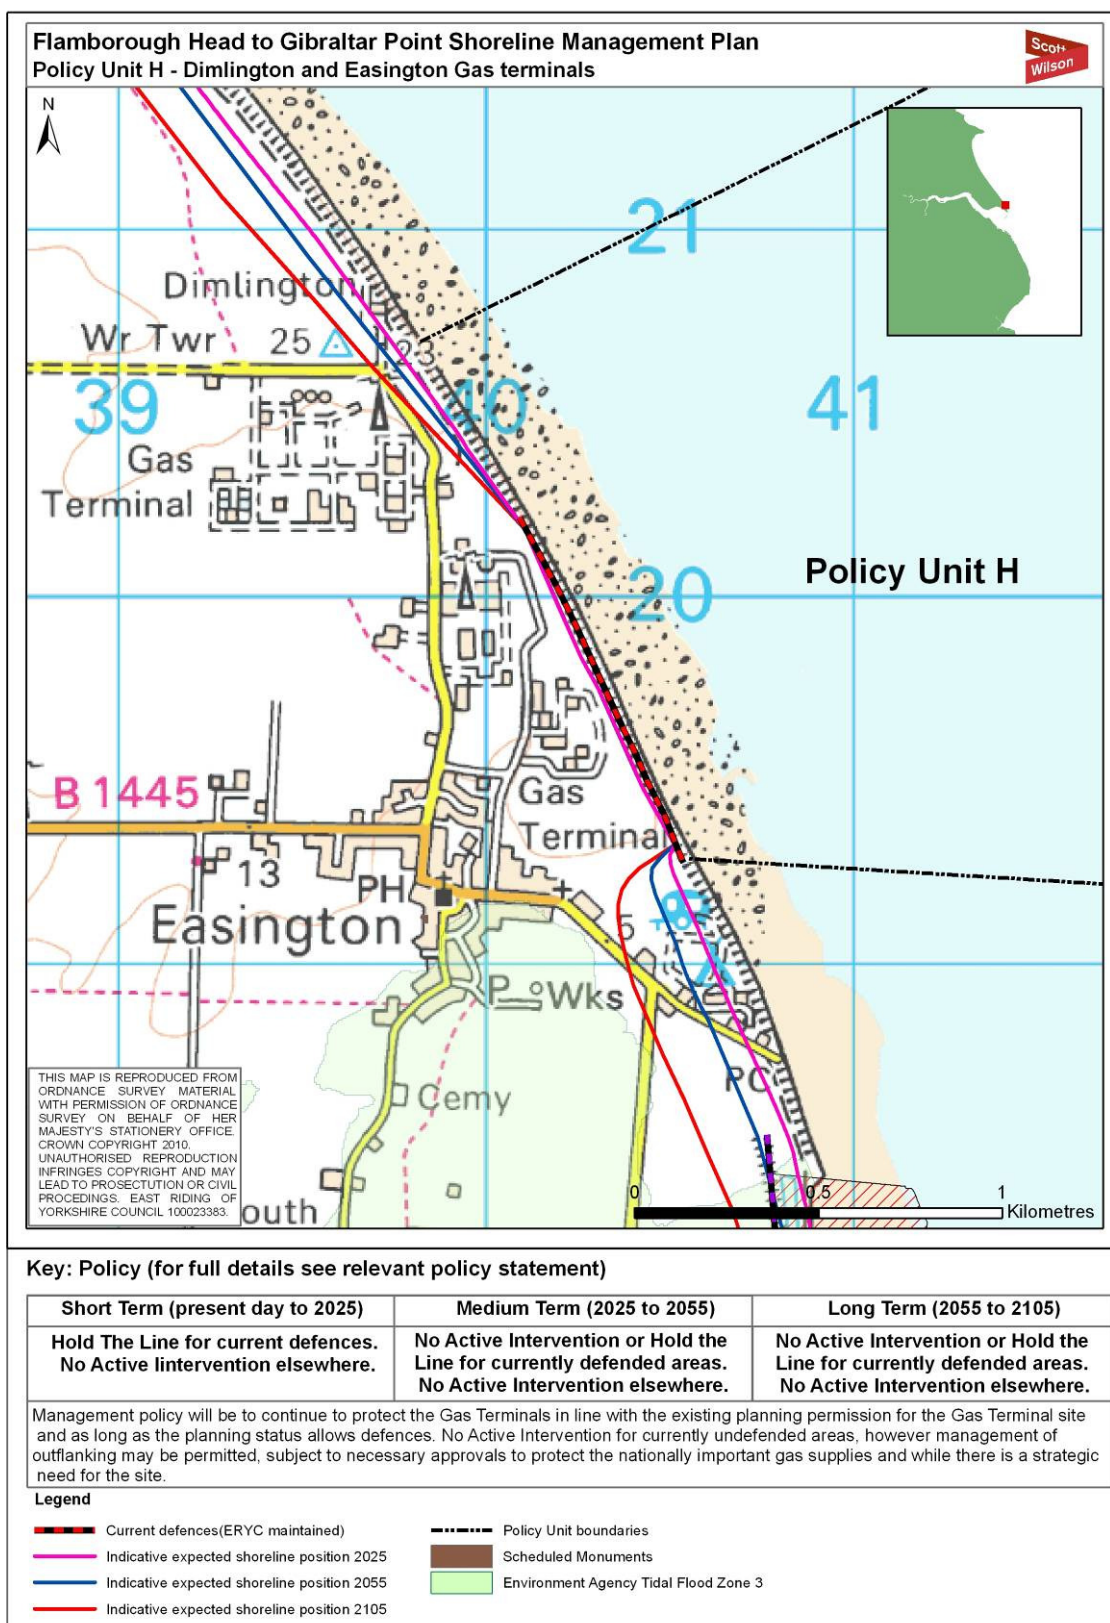 Flamborough Head to Gibraltar Point Shoreline Management Plan
Policy Unit H - Dimlington and Easington Gas terminals
Scott
Wilson
N
21
Dimlington
Wr Twr
25
23
39
40
41
Gas
Terminal
20
Policy Unit H
B 1445
Gas
Terminal
13
PH
Easington
5
P
Wks
PC
Cemy
THIS MAP IS REPRODUCED FROM
ORDNANCE SURVEY MATERIAL
WITH PERMISSION OF ORDNANCE
SURVEY ON BEHALF OF HER
MAJESTY'S STATIONERY OFFICE.
CROWN COPYRIGHT 2010.
UNAUTHORISED REPRODUCTION
INFRINGES COPYRIGHT AND MAY
LEAD TO PROSECTUTION OR CIVIL
PROCEDINGS. EAST RIDING OF
YORKSHIRE COUNCIL 100023383.
outh
0 0.5 1
Kilometres
Key: Policy (for full details see relevant policy statement)
Short Term (present day to 2025)
Medium Term (2025 to 2055)
Long Term (2055 to 2105)
Hold The Line for current defences.
No Active Iintervention elsewhere.
No Active Intervention or Hold the
Line for currently defended areas.
No Active Intervention elsewhere.
No Active Intervention or Hold the
Line for currently defended areas.
No Active Intervention elsewhere.
Management policy will be to continue to protect the Gas Terminals in line with the existing planning permission for the Gas Terminal site
and as long as the planning status allows defences. No Active Intervention for currently undefended areas, however management of
outflanking may be permitted, subject to necessary approvals to protect the nationally important gas supplies and while there is a strategic
need for the site.
Legend
Current defences(ERYC maintained)
Indicative expected shoreline position 2025
Indicative expected shoreline position 2055
Indicative expected shoreline position 2105
Policy Unit boundaries
Scheduled Monuments
Environment Agency Tidal Flood Zone 3